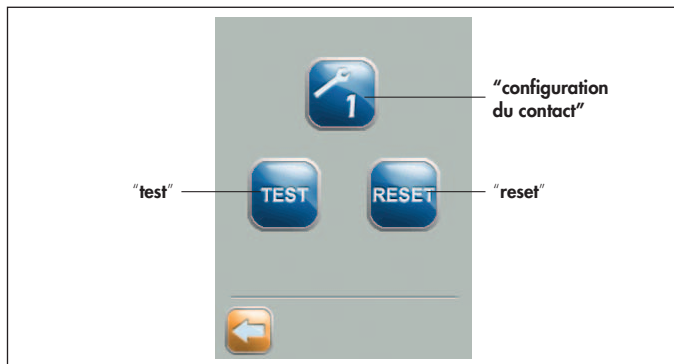 1
"configuration
du contact"
"test"
TEST
RESET
"reset"